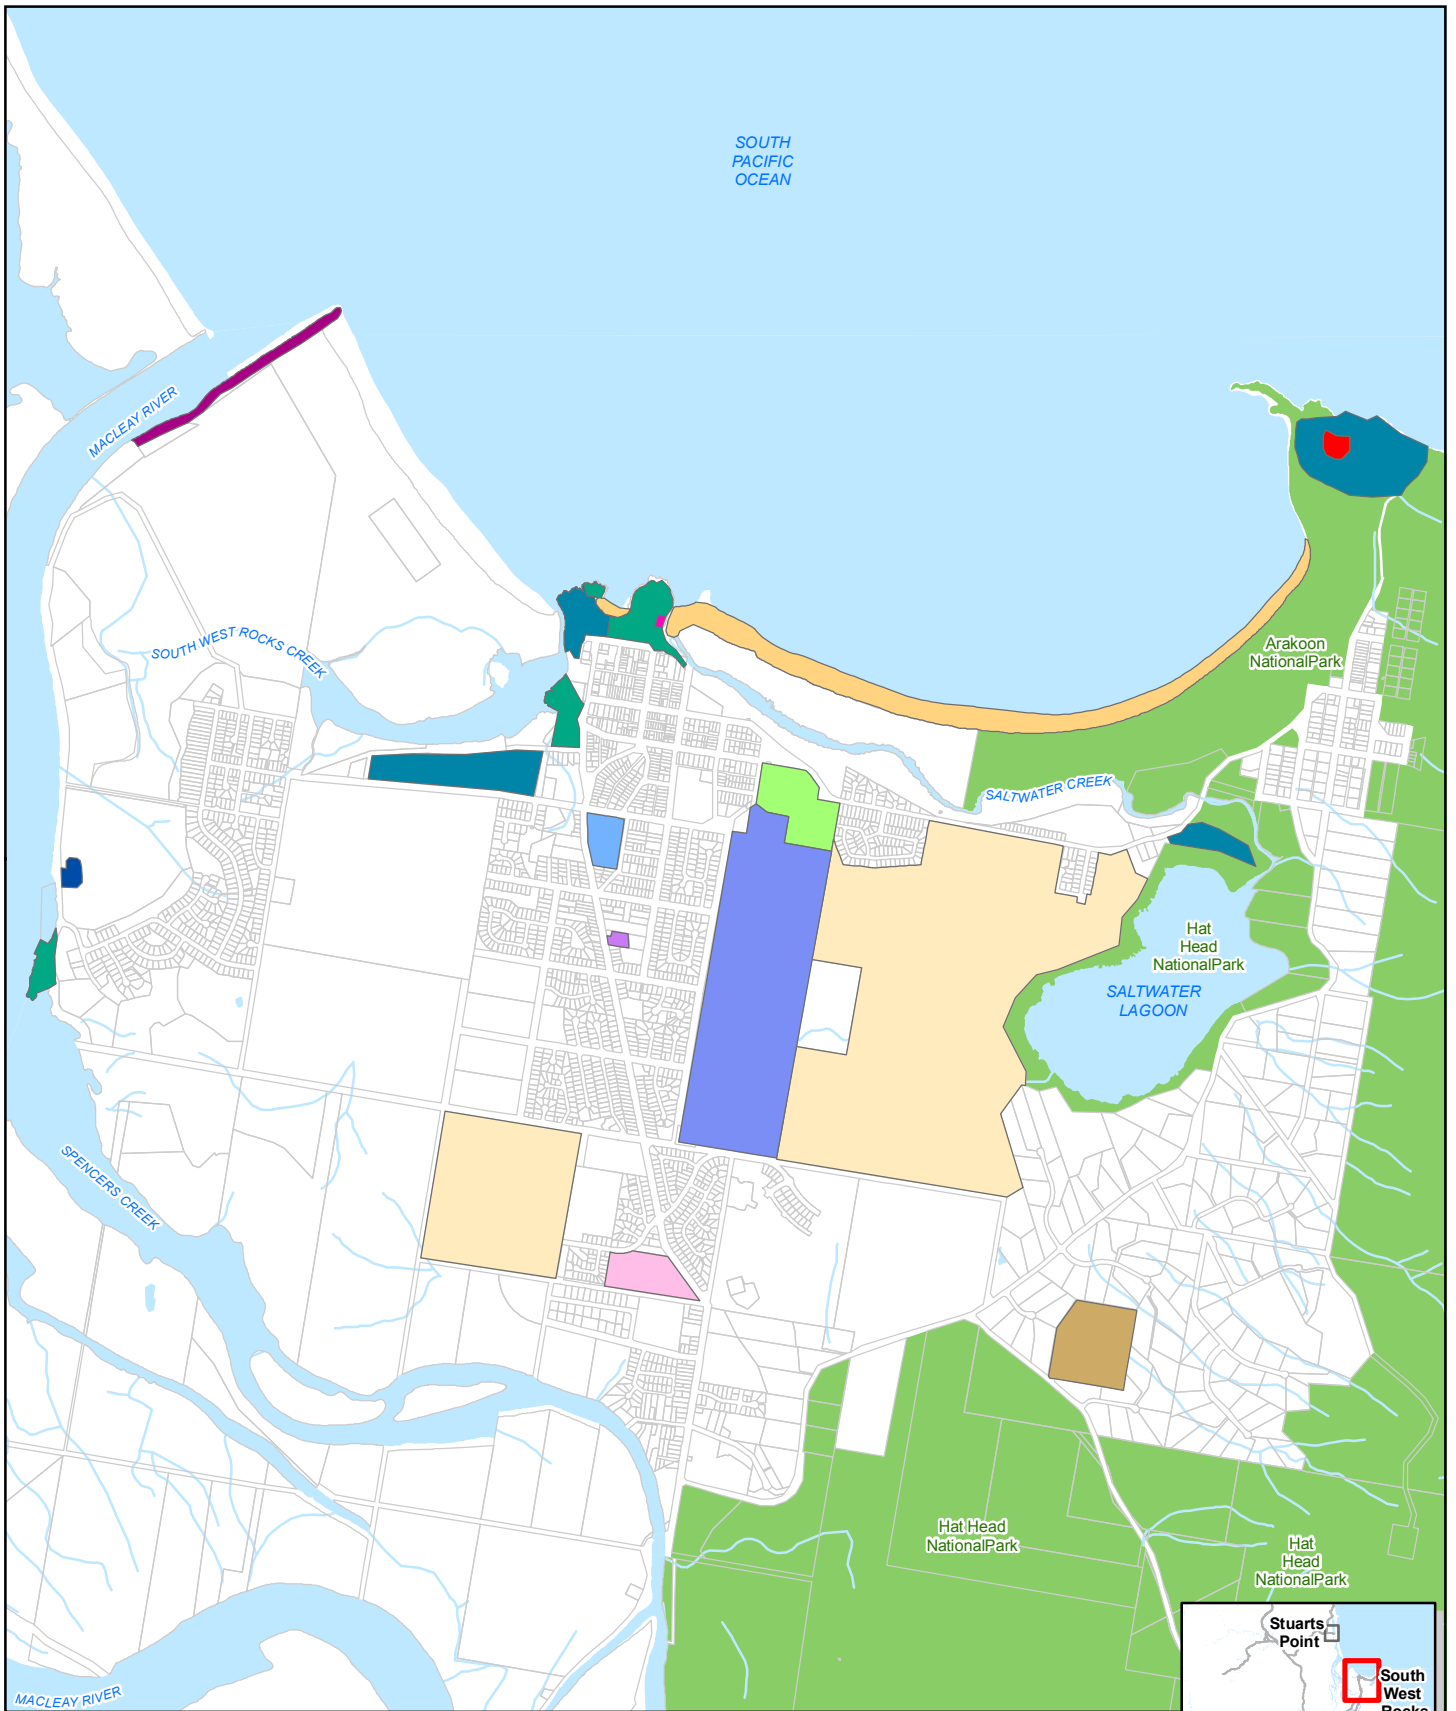 SOUTH
PACIFIC
OCEAN
MACLEAY RIVER
SOUTH WEST ROCKS CREEK
Arakoon
NationalPark
SALTWATER CREEK
Hat
Head
NationalPark
SALTWATER
LAGOON
SPENCERS CREEK
Hat Head
NationalPark
Hat
Head
NationalPark
Stuarts
Point
South
West
Rocks
MACLEAY RIVER